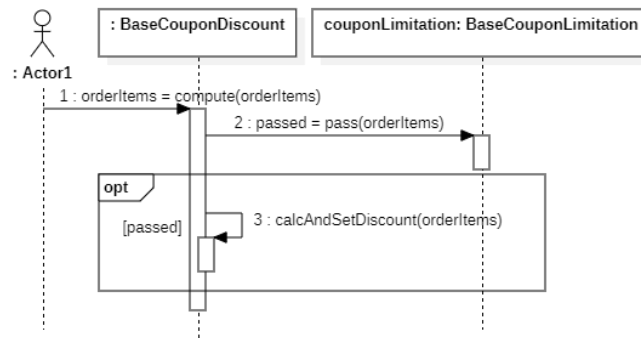 : BaseCouponDiscount
couponLimitation: BaseCouponLimitation
: Actor1
1 : orderItems = compute(orderItems)
2 : passed = pass(orderItems)
opt
[passed]
3 : calcAndSetDiscount(orderItems)